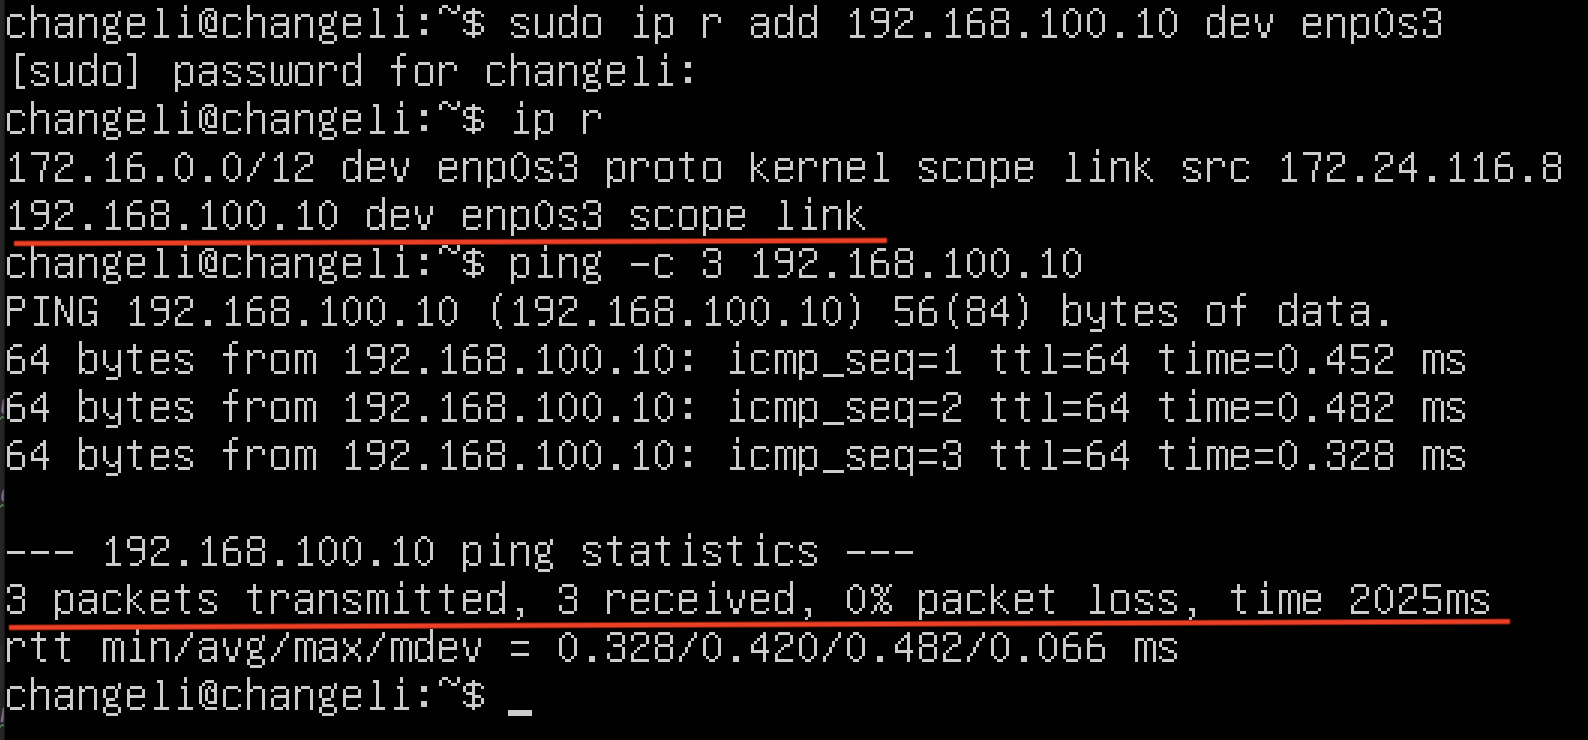 changeli@changeli:~$ sudo ip r add 192.168.100.10 dev enp0s3
[sudo] password for changeli:
changeli@changeli:~$ ip r
172.16.0.0/12 dev enp0s3 proto kernel scope link src 172.24.116.8
192.168.100.10 dev enp0s3 scope link
changeli@changeli:~$ ping -c 3 192.168.100.10
PING 192.168.100.10 (192.168.100.10) 56(84) bytes of data.
64 bytes from 192.168.100.10: icmp_seq=1 ttl=64 time=0.452 ms
64 bytes from 192.168.100.10: icmp_seq=2 ttl=64 time=0.482 ms
64 bytes from 192.168.100.10: icmp_seq=3 ttl=64 time=0.328 ms
--- 192.168.100.10 ping statistics ---
3 packets transmitted, 3 received, 0% packet loss, time 2025ms
rtt min/avg/max/mdev = 0.328/0.420/0.482/0.066 ms
changeli@changeli:~$ _